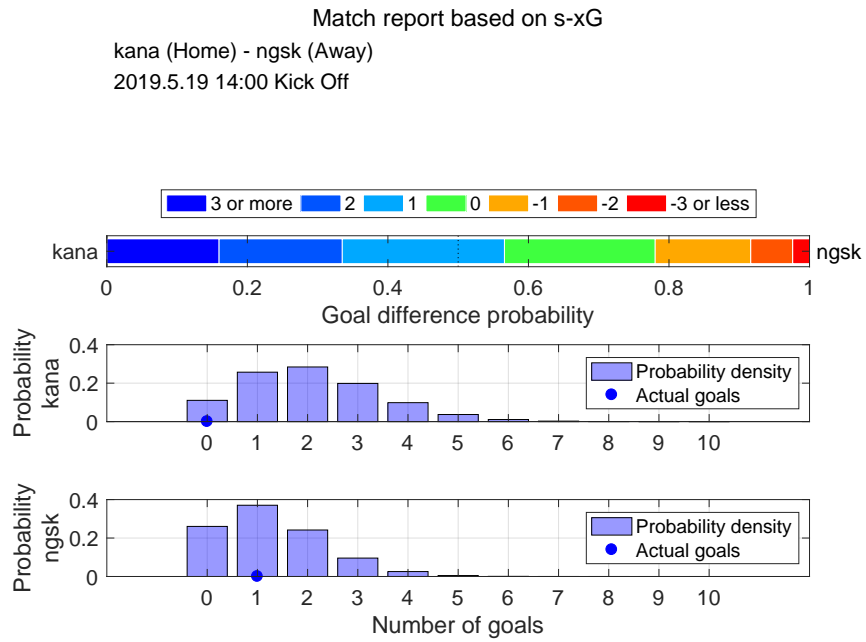 Match report based on s-xG
kana (Home) - ngsk (Away)
2019.5.19 14:00 Kick Off
3 or more 2 1 0 -1 -2 -3 or less
kana ngsk
0 0.2 0.4 0.6 0.8 1
Goal difference probability
Probability
kana
0.4
0.2
0
Probability density
Actual goals
0 1 2 3 4 5 6 7 8 9 10
Probability
ngsk
0.4
0.2
0
Probability density
Actual goals
0 1 2 3 4 5 6 7 8 9 10
Number of goals